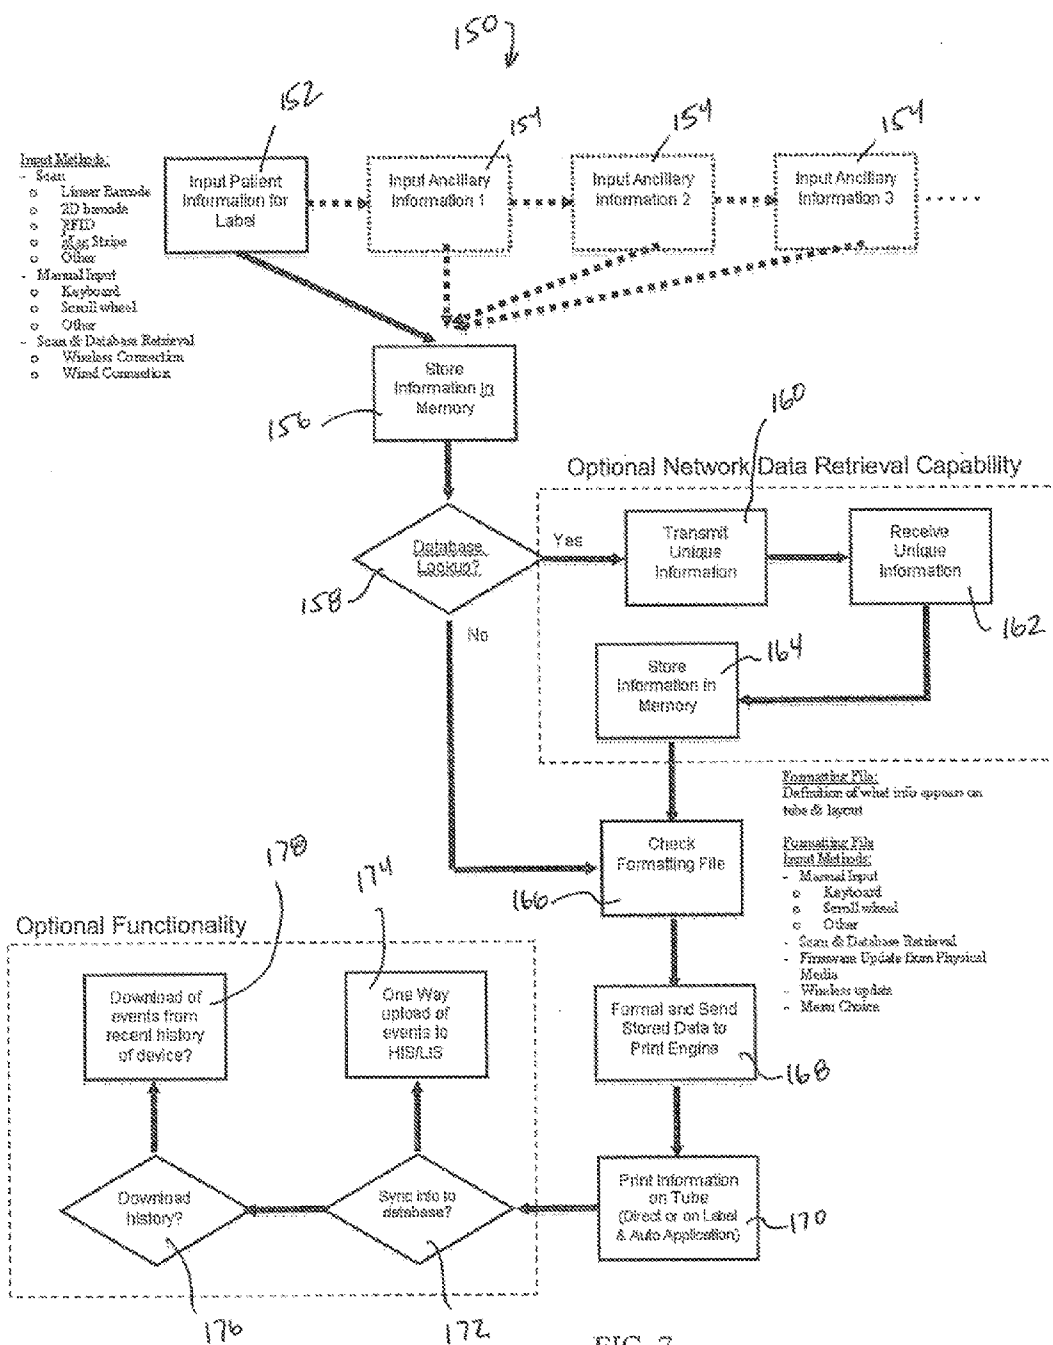 150
152
154
154
154
Input Methods:
- Scan
o Linear Barcode
o 2D barcode
o RFID
o Mag Stripe
o Other
- Manual Input
o Keyboard
o Scroll wheel
o Other
- Scan & Database Retrieval
o Wireless Connection
o Wired Connection
Input Patient
Information for
Label
Input Ancillary
Information 1
Input Ancillary
Information 2
Input Ancillary
Information 3
Store
Information in
Memory
156
160
Optional Network Data Retrieval Capability
Database
Lookup?
158
Yes
No
Transmit
Unique
Information
Receive
Unique
Information
162
Store
Information in
Memory
164
Formatting File:
Definition of what info appears on
tube & layout
Formatting File
Input Methods:
- Manual Input
o Keyboard
o Scroll wheel
o Other
- Scan & Database Retrieval
- Firmware Update from Physical
Media
- Wireless update
- Menu Choice
Check
Formatting File
166
178
174
Optional Functionality
Download of
events from
recent history
of device?
One Way
upload of
events to
HIS/LIS
Format and Send
Stored Data to
Print Engine
168
Download
history?
Sync info to
database?
Print Information
on Tube
(Direct or on Label
& Auto Application)
170
176
172
FIG. 7